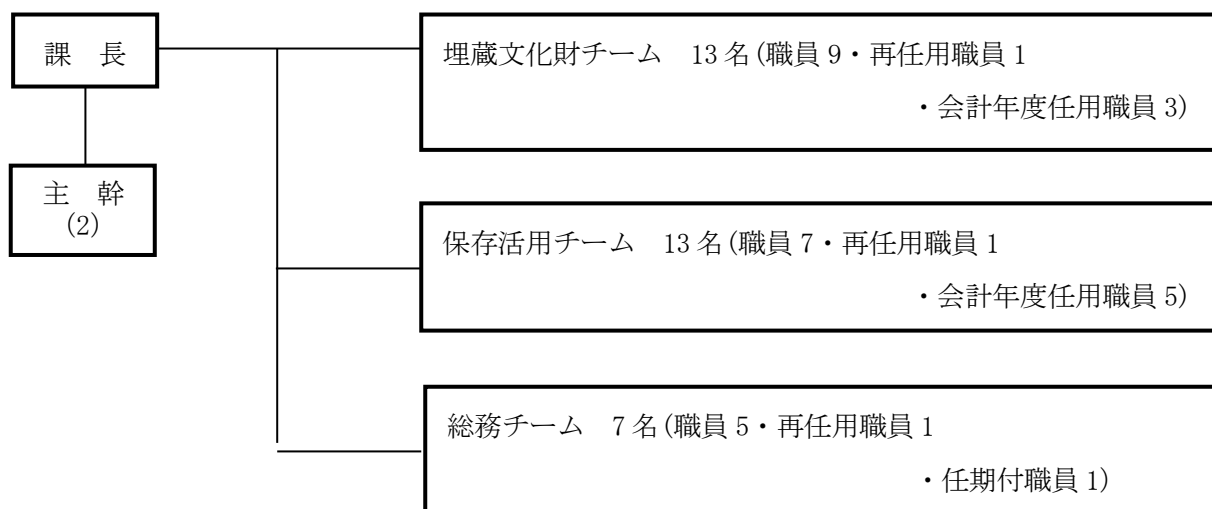 課　長
主　幹
(2)
埋蔵文化財チーム　13名(職員9・再任用職員1
・会計年度任用職員3)
保存活用チーム　13名(職員7・再任用職員1
・会計年度任用職員5)
総務チーム　7名(職員5・再任用職員1
・任期付職員1)